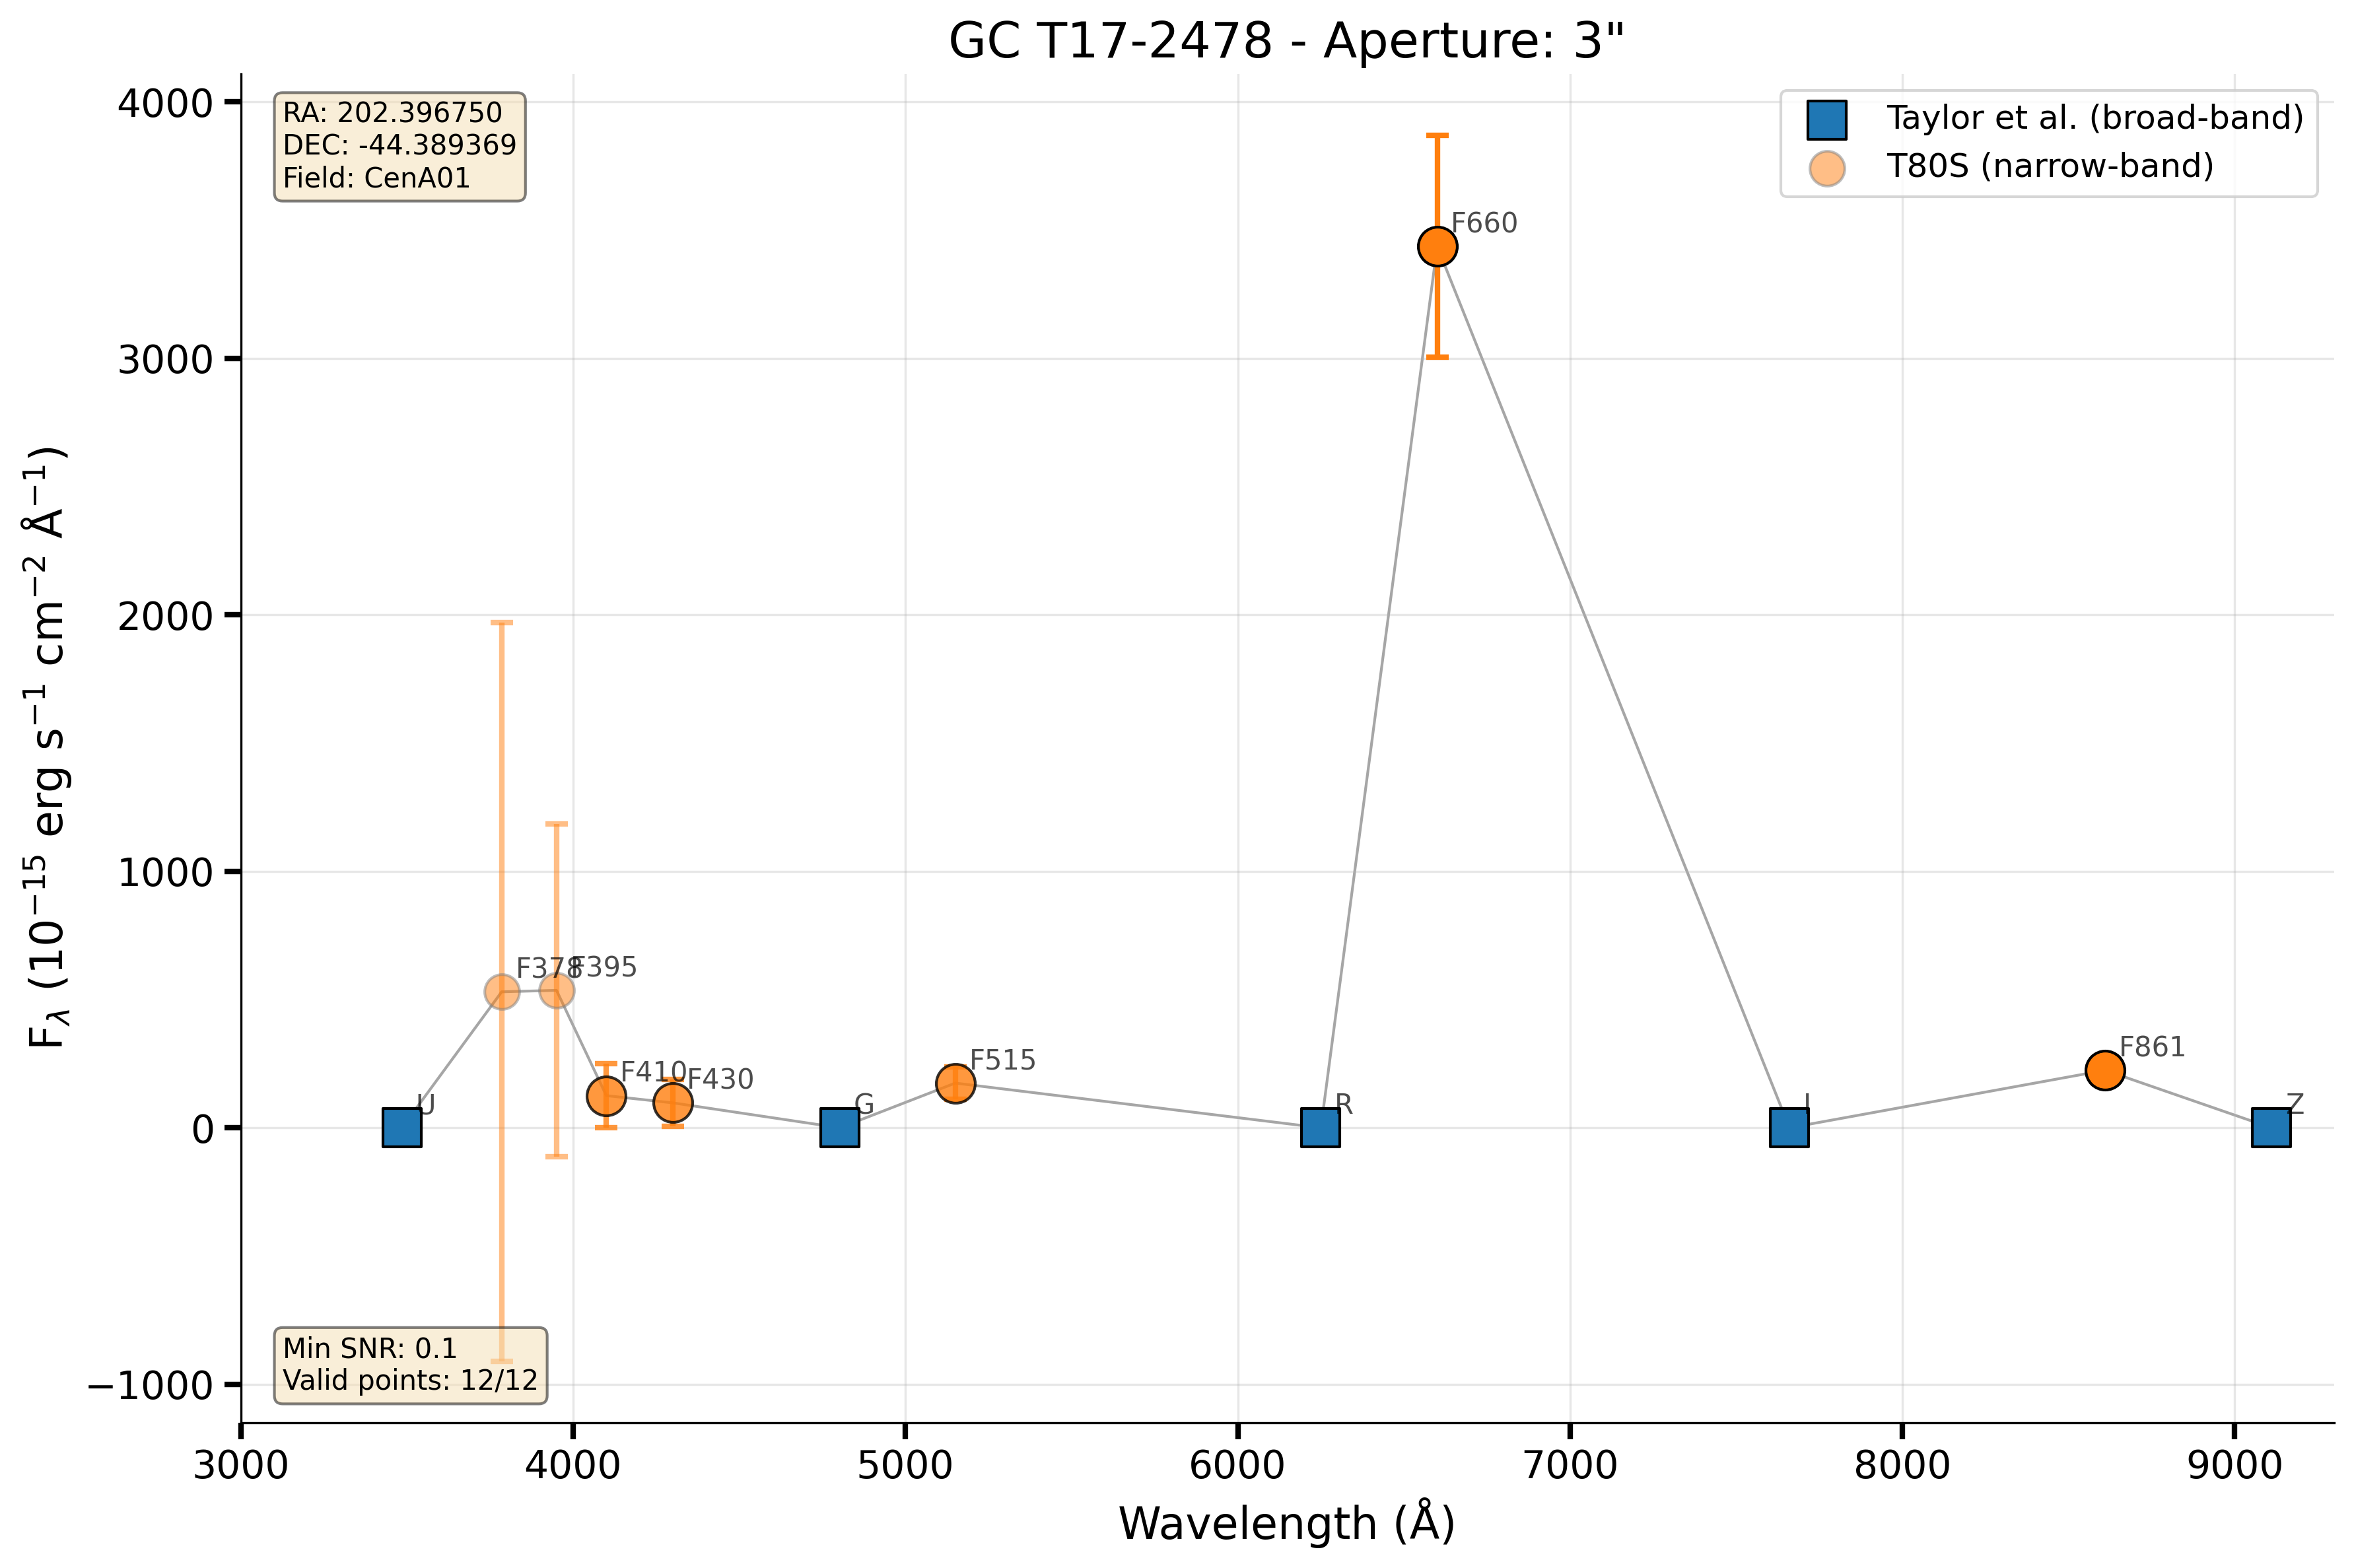 GC T17-2478 - Aperture: 3"
RA: 202.396750
DEC: -44.389369
Field: CenA01
Taylor et al. (broad-band)
T80S (narrow-band)
4000
3000
2000
1000
0
−1000
F660
F378
F395
F410
F430
F515
F861
U
G
R
I
Z
Min SNR: 0.1
Valid points: 12/12
3000
4000
5000
6000
7000
8000
9000
Wavelength (Å)
Fλ (10⁻¹⁵ erg s⁻¹ cm⁻² Å⁻¹)